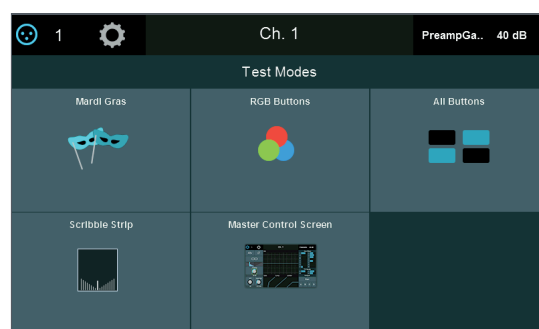 1
Ch. 1
PreampGa.. 40 dB
Test Modes
Mardi Gras
RGB Buttons
All Buttons
Scribble Strip
Master Control Screen